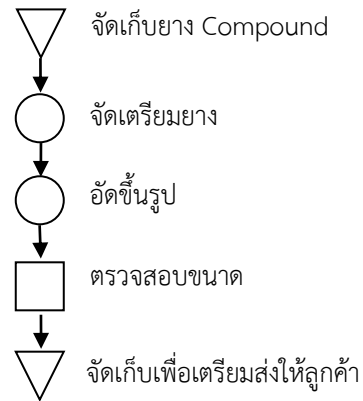 จัดเก็บยาง Compound
จัดเตรียมยาง
อัดขึ้นรูป
ตรวจสอบขนาด
จัดเก็บเพื่อเตรียมส่งให้ลูกค้า